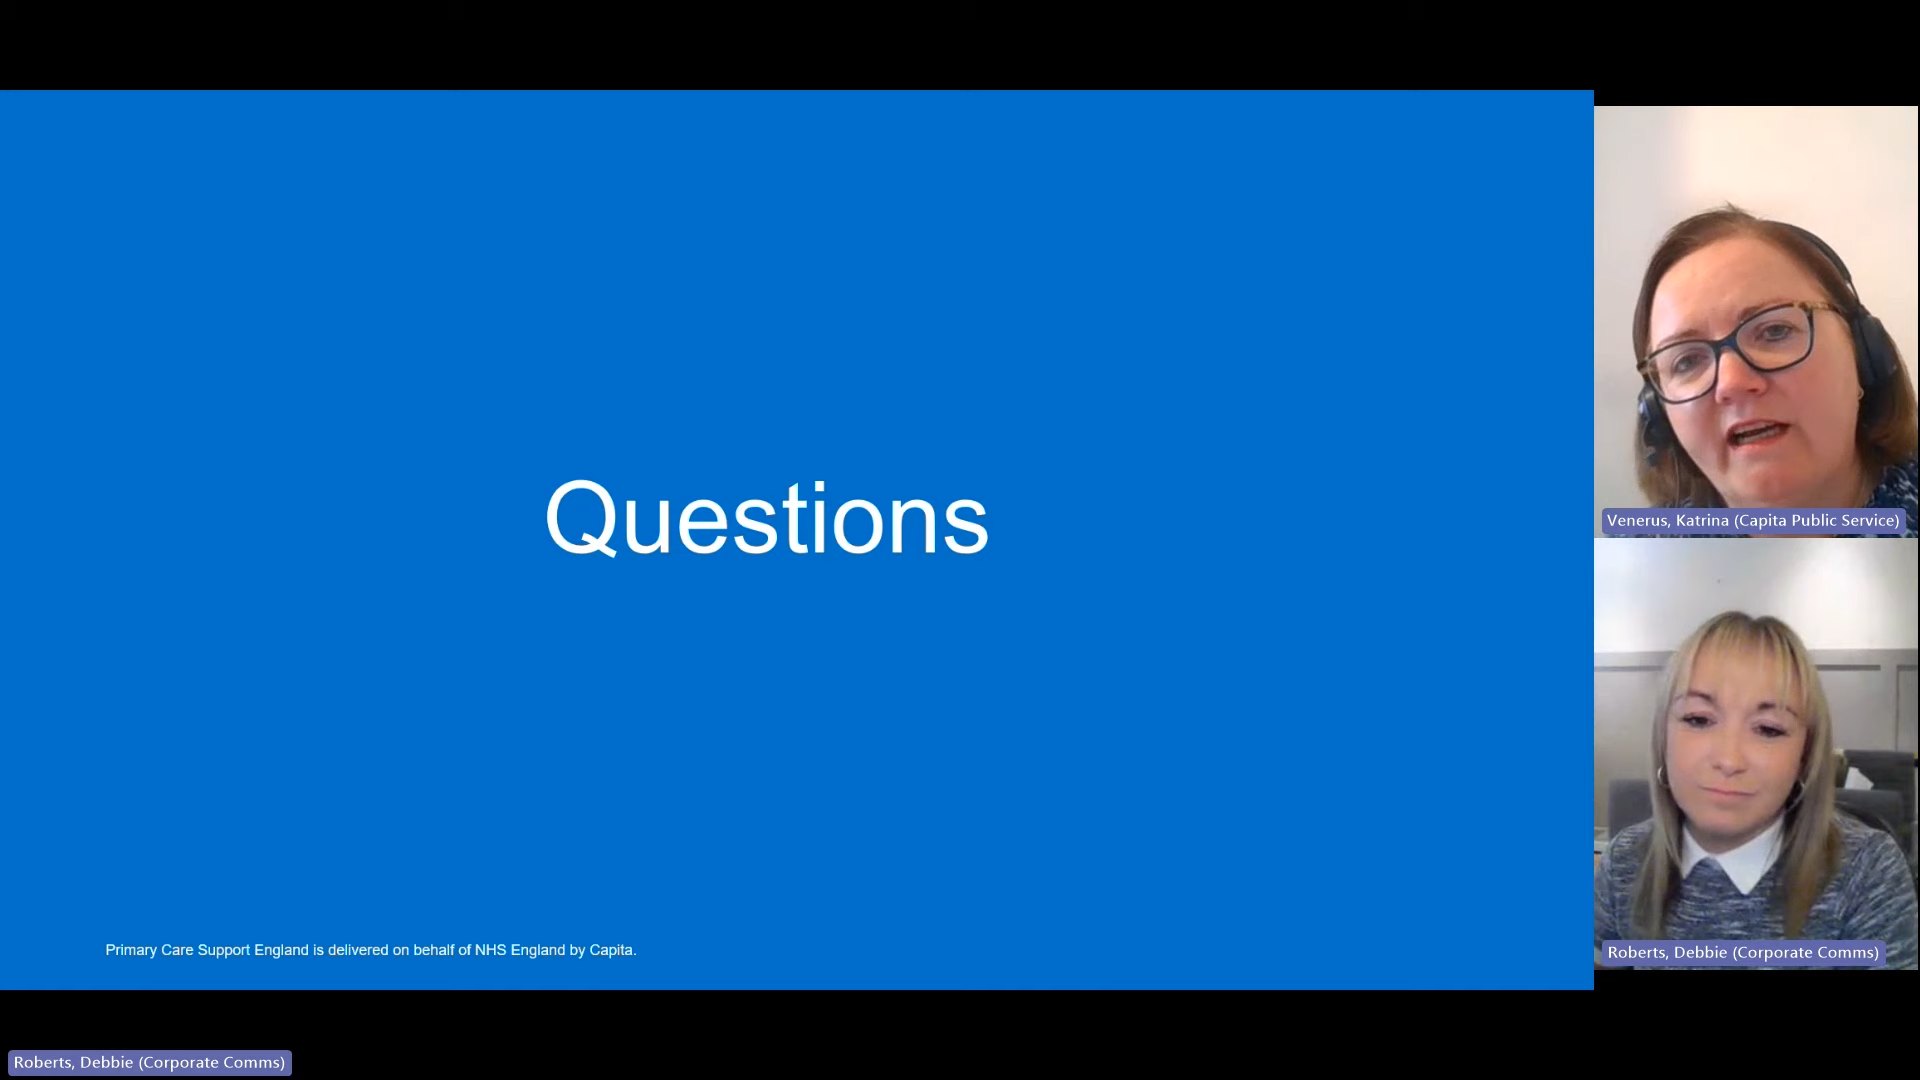 Questions
Primary Care Support England is delivered on behalf of NHS England by Capita.
Venerus, Katrina (Capita Public Service)
Roberts, Debbie (Corporate Comms)
Roberts, Debbie (Corporate Comms)